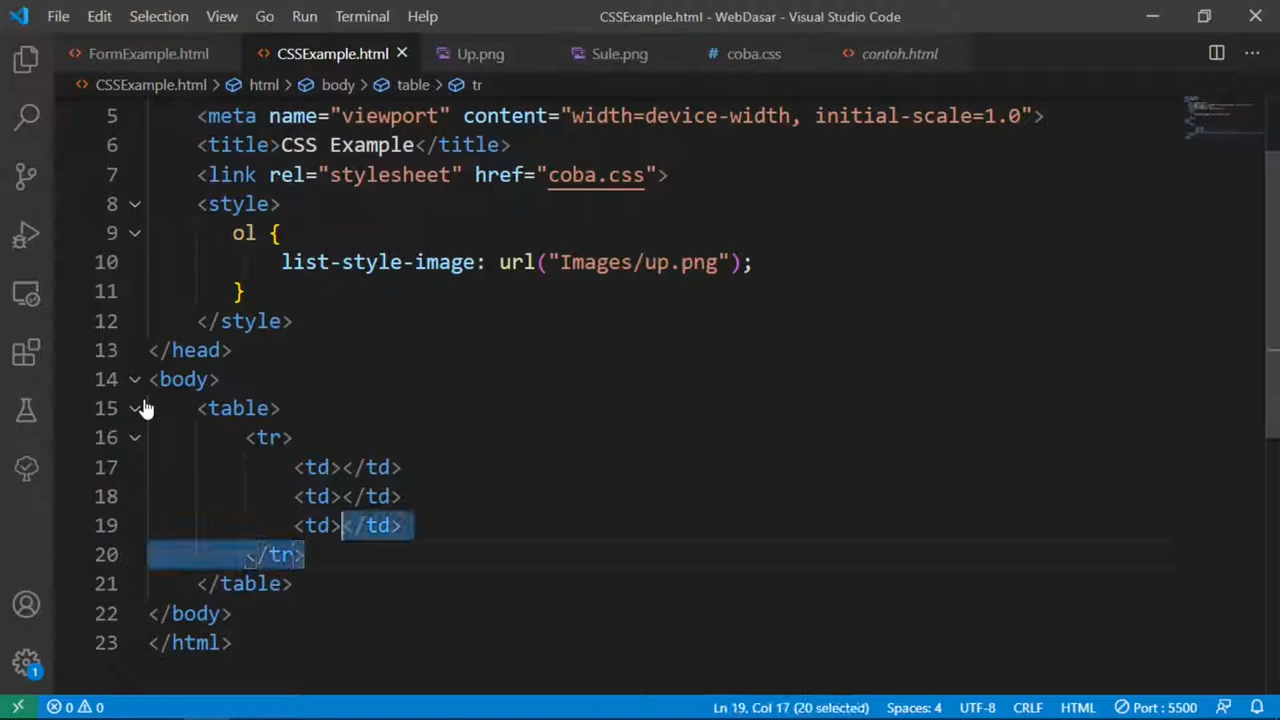 File Edit Selection View Go Run Terminal Help CSSExample.html - WebDasar - Visual Studio Code
FormExample.html CSSExample.html Up.png Sule.png # coba.css contoh.html
CSSExample.html > html > body > table > tr
5 <meta name="viewport" content="width=device-width, initial-scale=1.0">
6 <title>CSS Example</title>
7 <link rel="stylesheet" href="coba.css">
8 <style>
9 ol {
10 list-style-image: url("Images/up.png");
11 }
12 </style>
13 </head>
14 <body>
15 <table>
16 <tr>
17 <td></td>
18 <td></td>
19 <td></td>
20 </tr>
21 </table>
22 </body>
23 </html>
1
0 0 Ln 19, Col 17 (20 selected) Spaces: 4 UTF-8 CRLF HTML Port : 5500